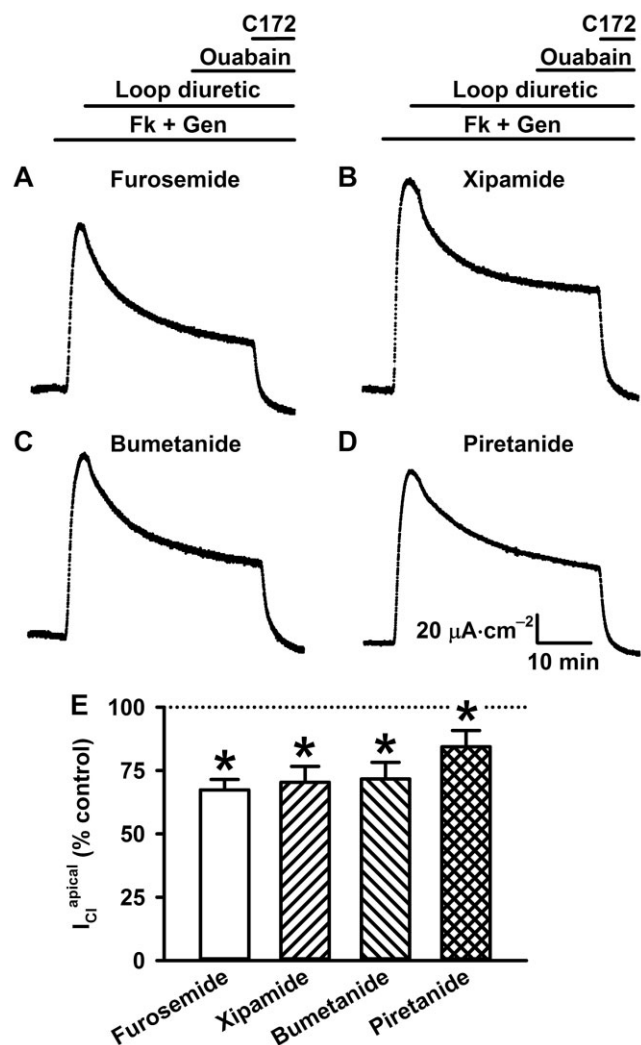 C172
Ouabain
Loop diuretic
Fk + Gen
C172
Ouabain
Loop diuretic
Fk + Gen
A Furosemide
B Xipamide
C Bumetanide
D Piretanide
20 μA·cm⁻²
10 min
E
100
75
50
25
0
I_Cl^apical (% control)
* * * *
Furosemide
Xipamide
Bumetanide
Piretanide